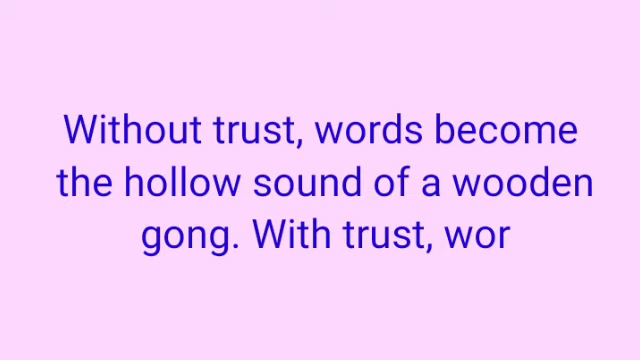 Without trust, words become
the hollow sound of a wooden
gong. With trust, wor